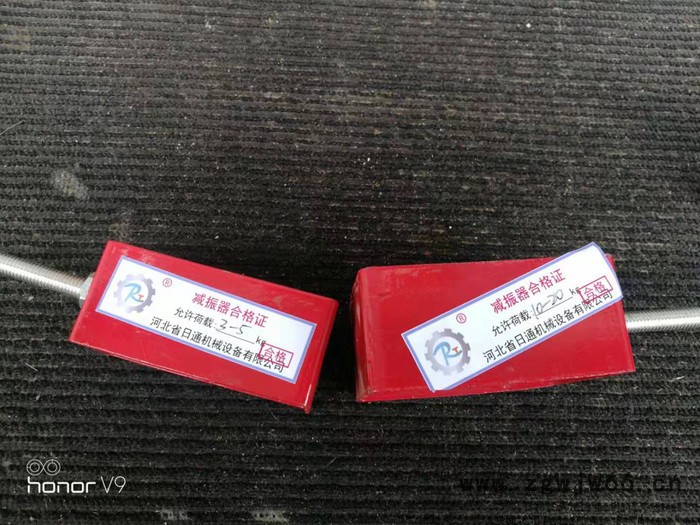 ®
减振器合格证
允许荷载:3-5 kg
河北省日通机械设备有限公司
合格
®
减振器合格证
允许荷载:10-20 kg
河北省日通机械设备有限公司
合格
honor V9